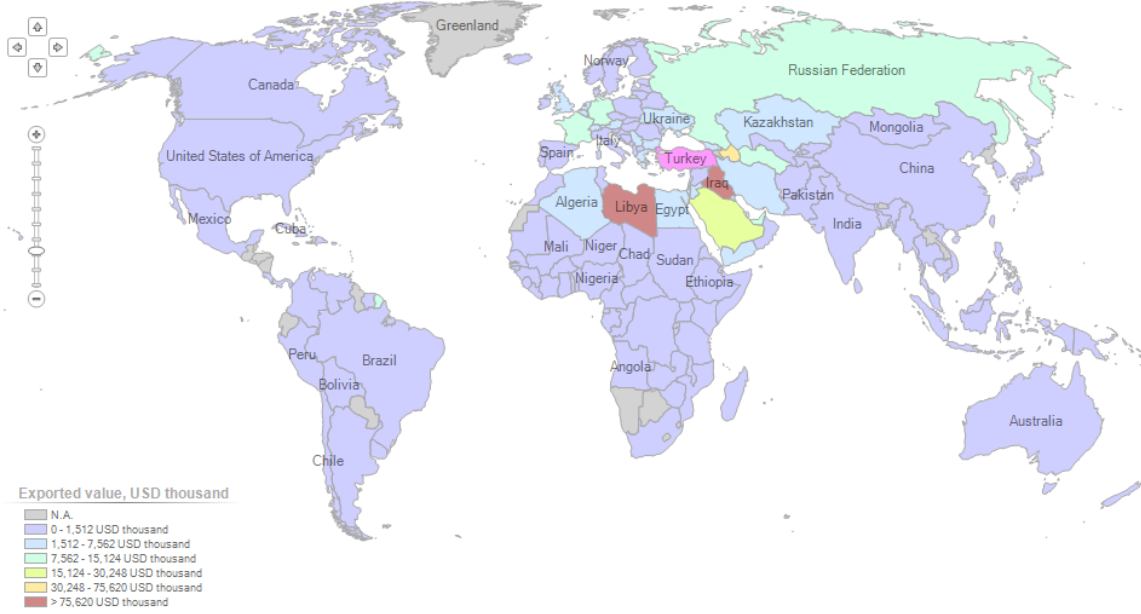 Greenland
Norway
Russian Federation
Canada
Ukraine
Kazakhstan
Mongolia
Italy
United States of America
Spain
Turkey
China
Iraq
Pakistan
Algeria
Libya
Egypt
Mexico
India
Cuba
Mali
Niger
Chad
Sudan
Nigeria
Ethiopia
Peru
Brazil
Angola
Bolivia
Australia
Chile
Exported value, USD thousand
N.A.
0 - 1,512 USD thousand
1,512 - 7,562 USD thousand
7,562 - 15,124 USD thousand
15,124 - 30,248 USD thousand
30,248 - 75,620 USD thousand
> 75,620 USD thousand